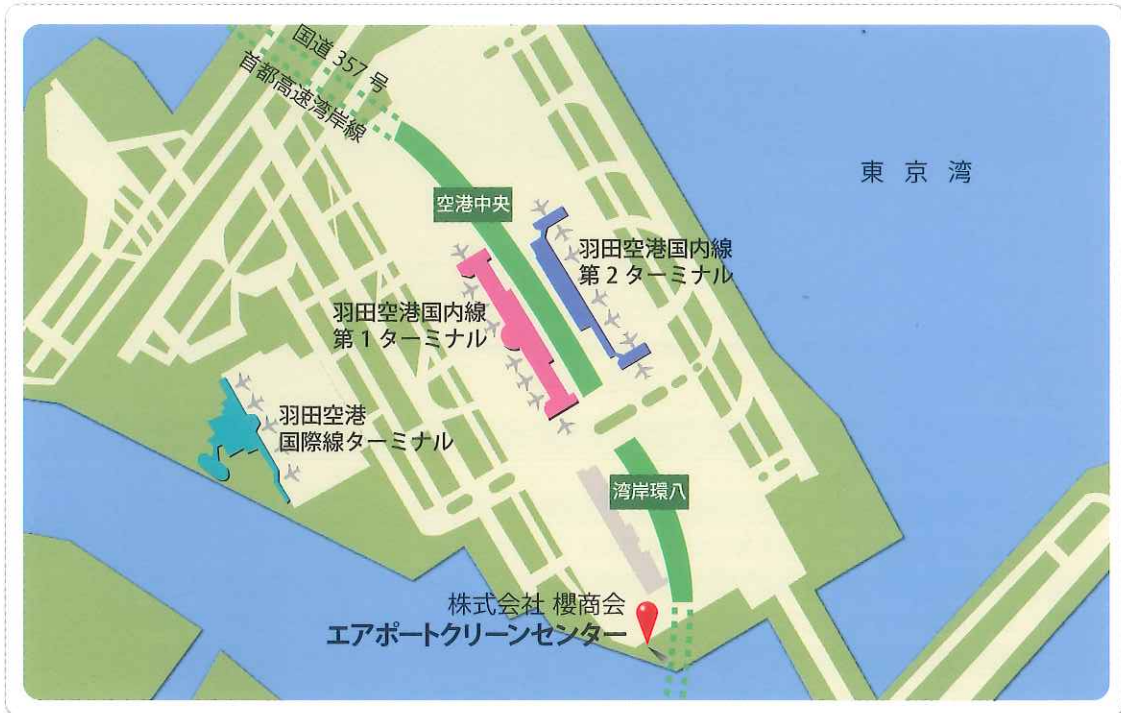 国道 357 号
首都高速湾岸線
東京湾
空港中央
羽田空港国内線
第2ターミナル
羽田空港国内線
第1ターミナル
羽田空港
国際線ターミナル
湾岸環八
株式会社 櫻商会
エアポートクリーンセンター